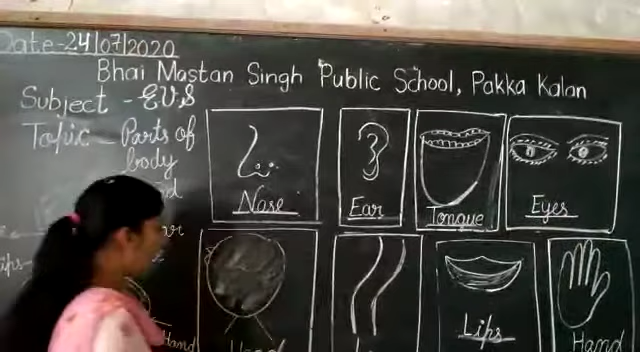 Date-24/07/2020
Bhai Mastan Singh Public School, Pakka Kalan
Subject - E.V.S
Topic - Parts of
body
Nose
Ear
Tongue
Eyes
Lips
Hand
Hand